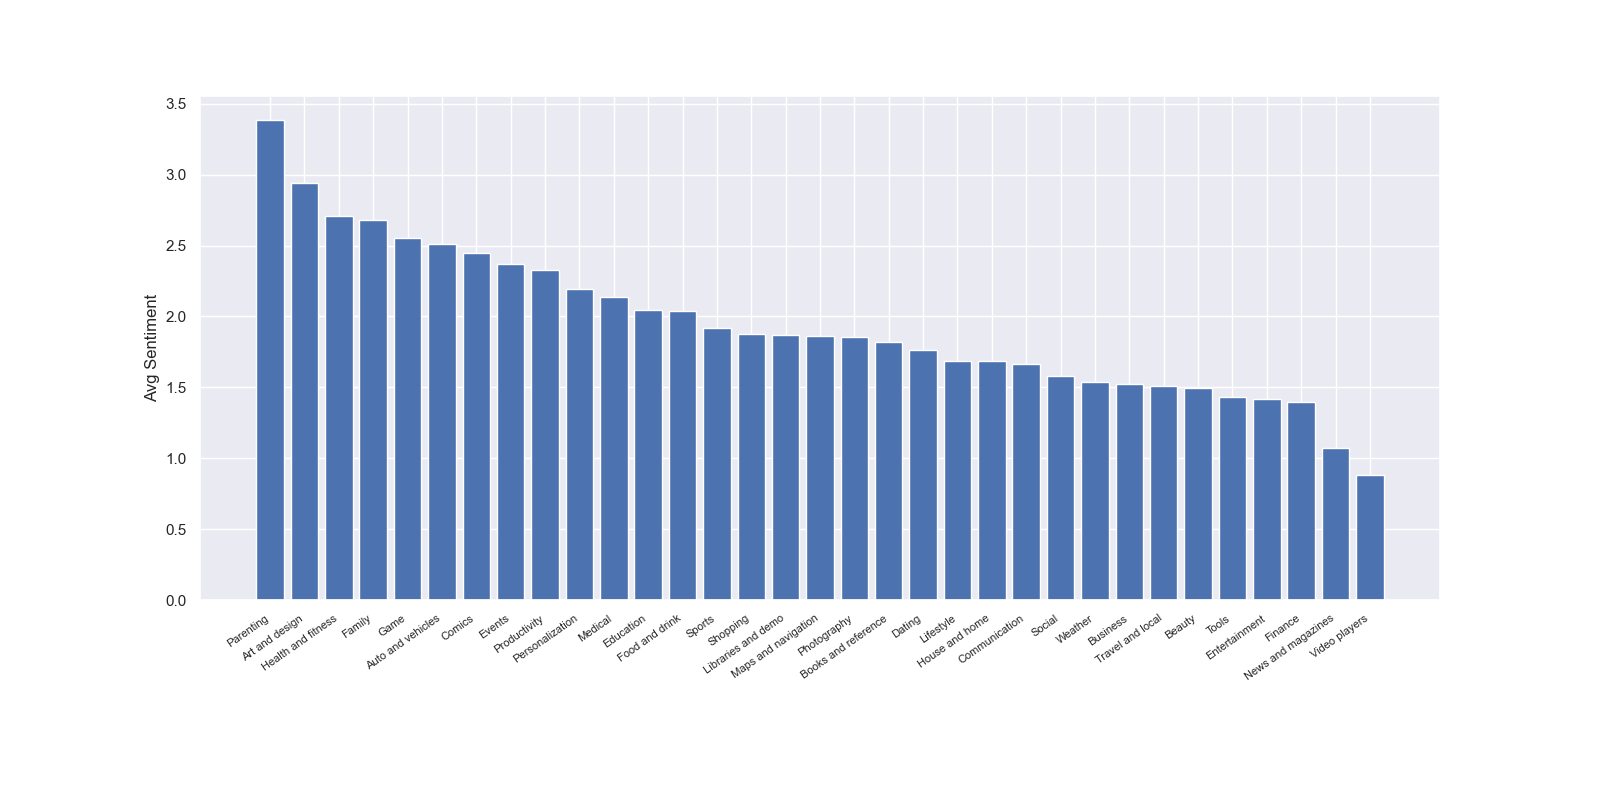 3.5
3.0
2.5
2.0
1.5
1.0
0.5
0.0
Avg Sentiment
Parenting
Art and design
Health and fitness
Family
Game
Auto and vehicles
Comics
Events
Productivity
Personalization
Medical
Education
Food and drink
Sports
Shopping
Libraries and demo
Maps and navigation
Photography
Books and reference
Dating
Lifestyle
House and home
Communication
Social
Weather
Business
Travel and local
Beauty
Tools
Entertainment
Finance
News and magazines
Video players